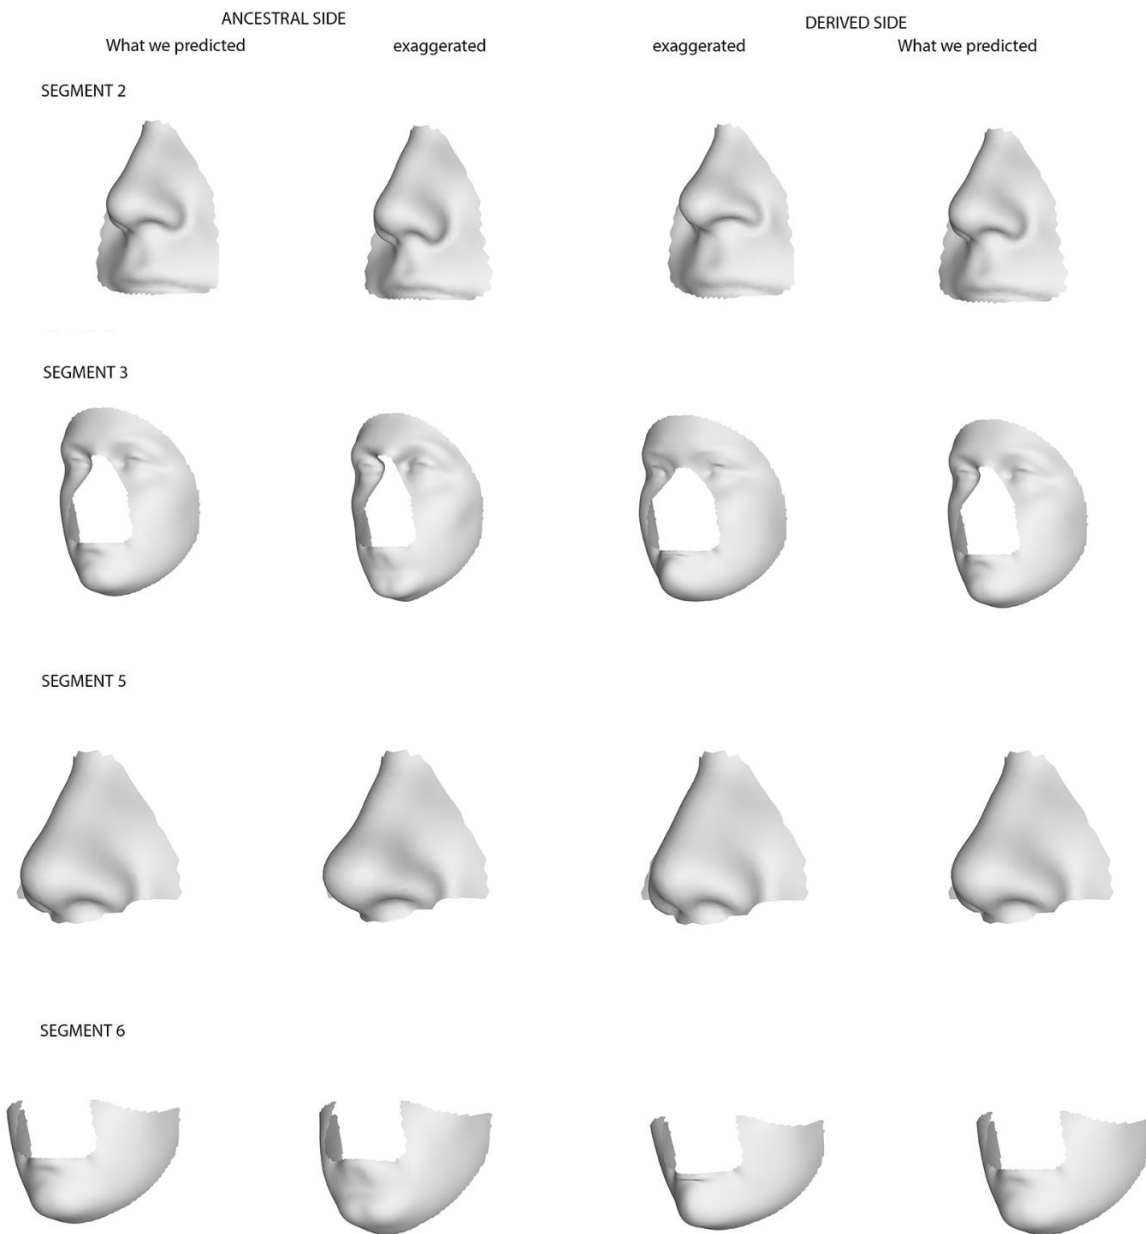 ANCESTRAL SIDE
DERIVED SIDE
What we predicted
exaggerated
exaggerated
What we predicted
SEGMENT 2
SEGMENT 3
SEGMENT 5
SEGMENT 6